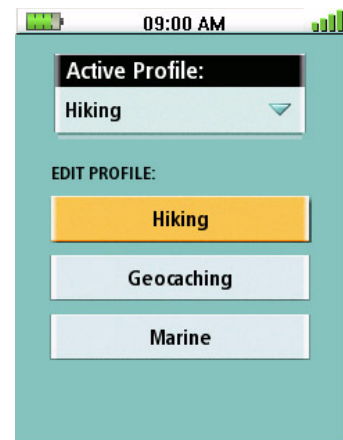 09:00 AM
Active Profile:
Hiking
EDIT PROFILE:
Hiking
Geocaching
Marine